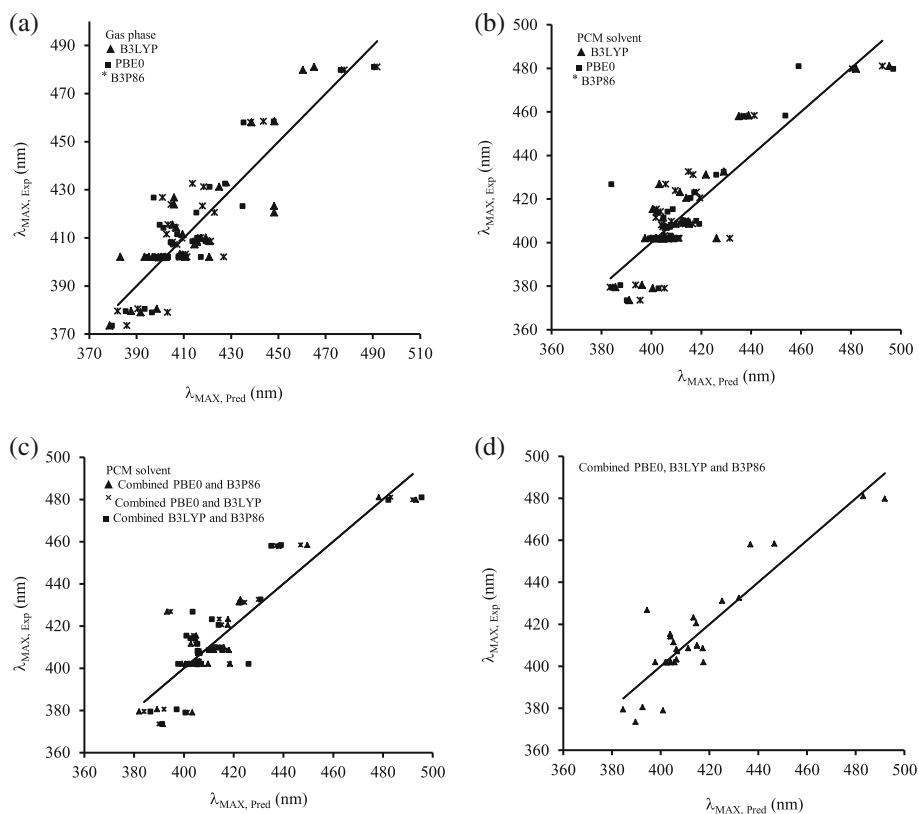 (a)
Gas phase
▲ B3LYP
■ PBE0
* B3P86
490
470
450
430
410
390
370
370 390 410 430 450 470 490 510
λMAX, Exp (nm)
λMAX, Pred (nm)
(b)
PCM solvent
▲ B3LYP
■ PBE0
* B3P86
500
480
460
440
420
400
380
360
360 380 400 420 440 460 480 500
λMAX, Exp (nm)
λMAX, Pred (nm)
(c)
PCM solvent
▲ Combined PBE0 and B3P86
× Combined PBE0 and B3LYP
■ Combined B3LYP and B3P86
500
480
460
440
420
400
380
360
360 380 400 420 440 460 480 500
λMAX, Exp (nm)
λMAX, Pred (nm)
(d)
Combined PBE0, B3LYP and B3P86
500
480
460
440
420
400
380
360
360 380 400 420 440 460 480 500
λMAX, Exp (nm)
λMAX, Pred (nm)